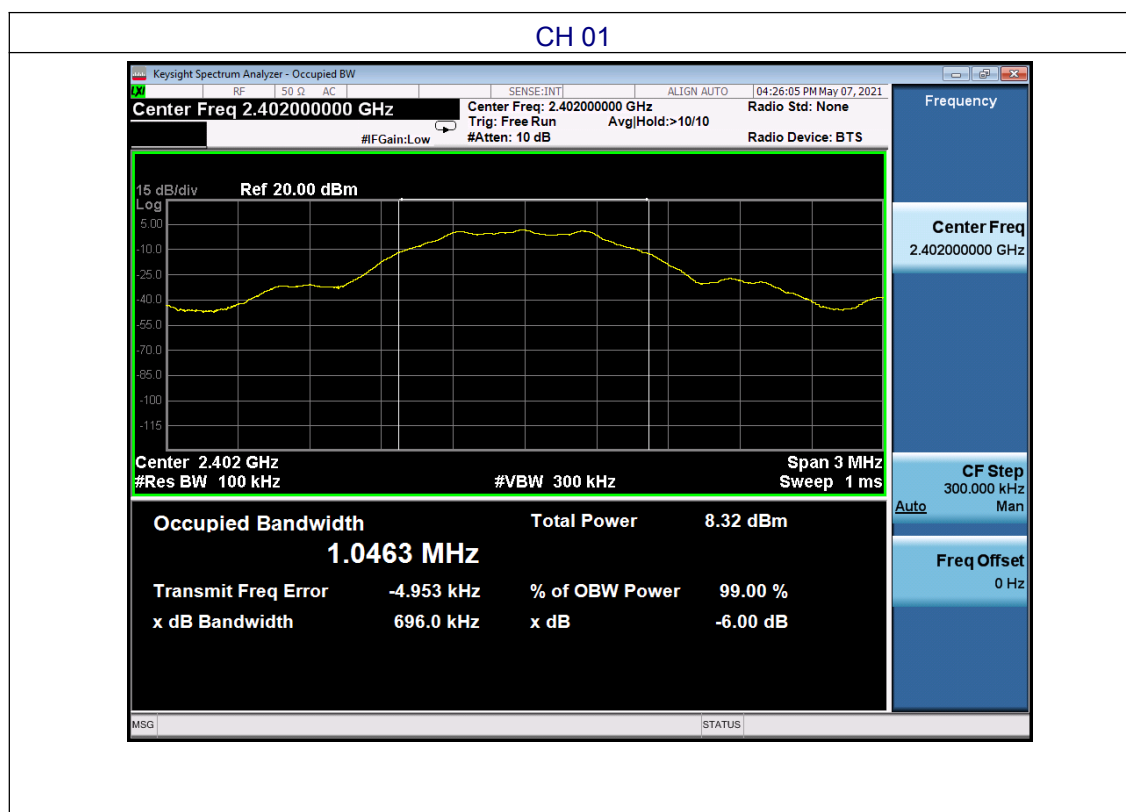 CH 01
Keysight Spectrum Analyzer - Occupied BW
LXI RF 50 Ω AC SENSE:INT ALIGN AUTO 04:26:05 PM May 07, 2021
Center Freq 2.402000000 GHz
Center Freq: 2.402000000 GHz
Radio Std: None
Trig: Free Run Avg|Hold:>10/10
#IFGain:Low
#Atten: 10 dB
Radio Device: BTS
15 dB/div Ref 20.00 dBm
Log
5.00
-10.0
-25.0
-40.0
-55.0
-70.0
-85.0
-100
-115
Center 2.402 GHz Span 3 MHz
#Res BW 100 kHz #VBW 300 kHz Sweep 1 ms
Occupied Bandwidth Total Power 8.32 dBm
1.0463 MHz
Transmit Freq Error -4.953 kHz % of OBW Power 99.00 %
x dB Bandwidth 696.0 kHz x dB -6.00 dB
MSG STATUS
Frequency
Center Freq
2.402000000 GHz
CF Step
300.000 kHz
Auto Man
Freq Offset
0 Hz